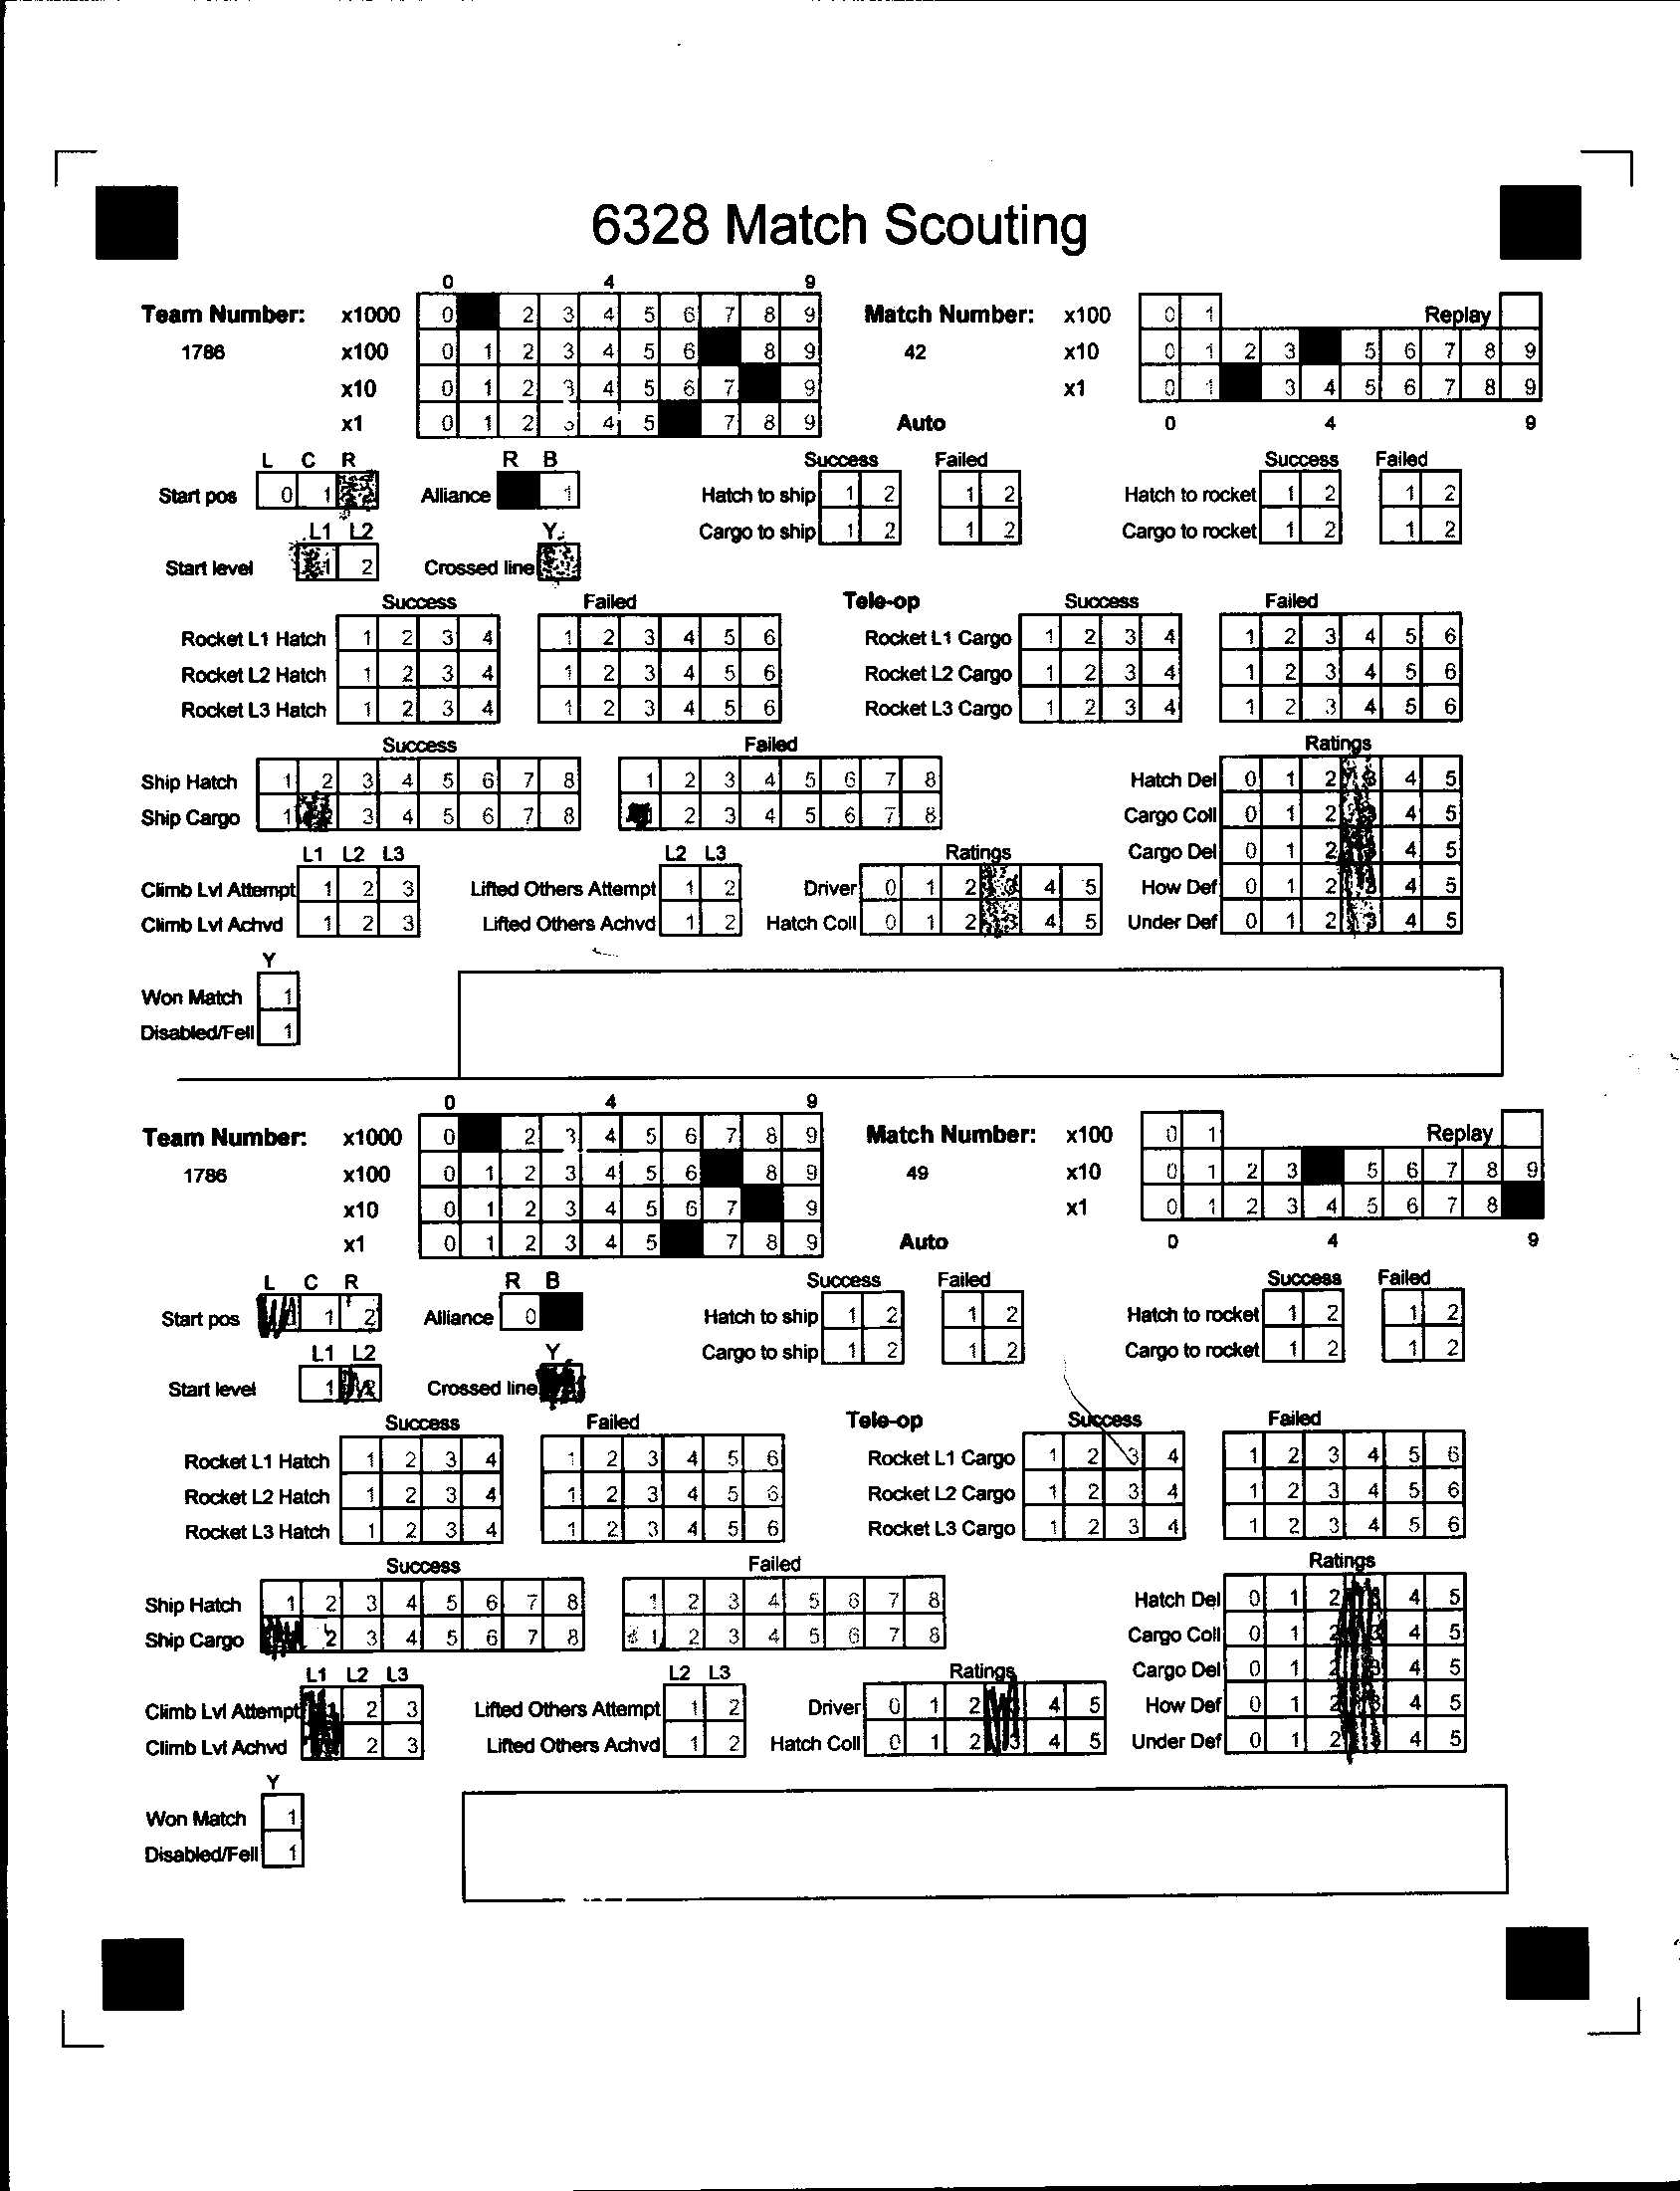 6328 Match Scouting
0 4 9
Team Number: x1000 0 2 3 4 5 6 7 8 9 Match Number: x100 0 1 Replay
1786 x100 0 1 2 3 4 5 6 8 9 42 x10 0 1 2 3 5 6 7 8 9
x10 0 1 2 3 4 5 6 7 9 x1 0 1 3 4 5 6 7 8 9
x1 0 1 2 3 4 5 7 8 9 Auto 0 4 9
L C R R B Success Failed Success Failed
Start pos 0 1 Alliance 1 Hatch to ship 1 2 1 2 Hatch to rocket 1 2 1 2
L1 L2 Y Cargo to ship 1 2 1 2 Cargo to rocket 1 2 1 2
Start level 1 2 Crossed line
Success Failed Tele-op Success Failed
Rocket L1 Hatch 1 2 3 4 1 2 3 4 5 6 Rocket L1 Cargo 1 2 3 4 1 2 3 4 5 6
Rocket L2 Hatch 1 2 3 4 1 2 3 4 5 6 Rocket L2 Cargo 1 2 3 4 1 2 3 4 5 6
Rocket L3 Hatch 1 2 3 4 1 2 3 4 5 6 Rocket L3 Cargo 1 2 3 4 1 2 3 4 5 6
Success Failed Ratings
Ship Hatch 1 2 3 4 5 6 7 8 1 2 3 4 5 6 7 8 Hatch Del 0 1 2 3 4 5
Ship Cargo 1 3 4 5 6 7 8 2 3 4 5 6 7 8 Cargo Coll 0 1 2 3 4 5
L1 L2 L3 L2 L3 Ratings Cargo Del 0 1 2 4 5
Climb Lvl Attempt 1 2 3 Lifted Others Attempt 1 2 Driver 0 1 2 3 4 5 How Def 0 1 2 3 4 5
Climb Lvl Achvd 1 2 3 Lifted Others Achvd 1 2 Hatch Coll 0 1 2 3 4 5 Under Def 0 1 2 3 4 5
Y
Won Match 1
Disabled/Fell 1
0 4 9
Team Number: x1000 0 2 3 4 5 6 7 8 9 Match Number: x100 0 1 Replay
1786 x100 0 1 2 3 4 5 6 8 9 49 x10 0 1 2 3 5 6 7 8 9
x10 0 1 2 3 4 5 6 7 9 x1 0 1 2 3 4 5 6 7 8
x1 0 1 2 3 4 5 7 8 9 Auto 0 4 9
L C R R B Success Failed Success Failed
Start pos 1 2 Alliance 0 Hatch to ship 1 2 1 2 Hatch to rocket 1 2 1 2
L1 L2 Y Cargo to ship 1 2 1 2 Cargo to rocket 1 2 1 2
Start level 1 2 Crossed line
Success Failed Tele-op Success Failed
Rocket L1 Hatch 1 2 3 4 1 2 3 4 5 6 Rocket L1 Cargo 1 2 3 4 1 2 3 4 5 6
Rocket L2 Hatch 1 2 3 4 1 2 3 4 5 6 Rocket L2 Cargo 1 2 3 4 1 2 3 4 5 6
Rocket L3 Hatch 1 2 3 4 1 2 3 4 5 6 Rocket L3 Cargo 1 2 3 4 1 2 3 4 5 6
Success Failed Ratings
Ship Hatch 1 2 3 4 5 6 7 8 1 2 3 4 5 6 7 8 Hatch Del 0 1 2 4 5
Ship Cargo 2 3 4 5 6 7 8 1 2 3 4 5 6 7 8 Cargo Coll 0 1 2 3 4 5
L1 L2 L3 L2 L3 Ratings Cargo Del 0 1 2 3 4 5
Climb Lvl Attempt 2 3 Lifted Others Attempt 1 2 Driver 0 1 2 4 5 How Def 0 1 2 3 4 5
Climb Lvl Achvd 2 3 Lifted Others Achvd 1 2 Hatch Coll 0 1 2 3 4 5 Under Def 0 1 2 3 4 5
Y
Won Match 1
Disabled/Fell 1